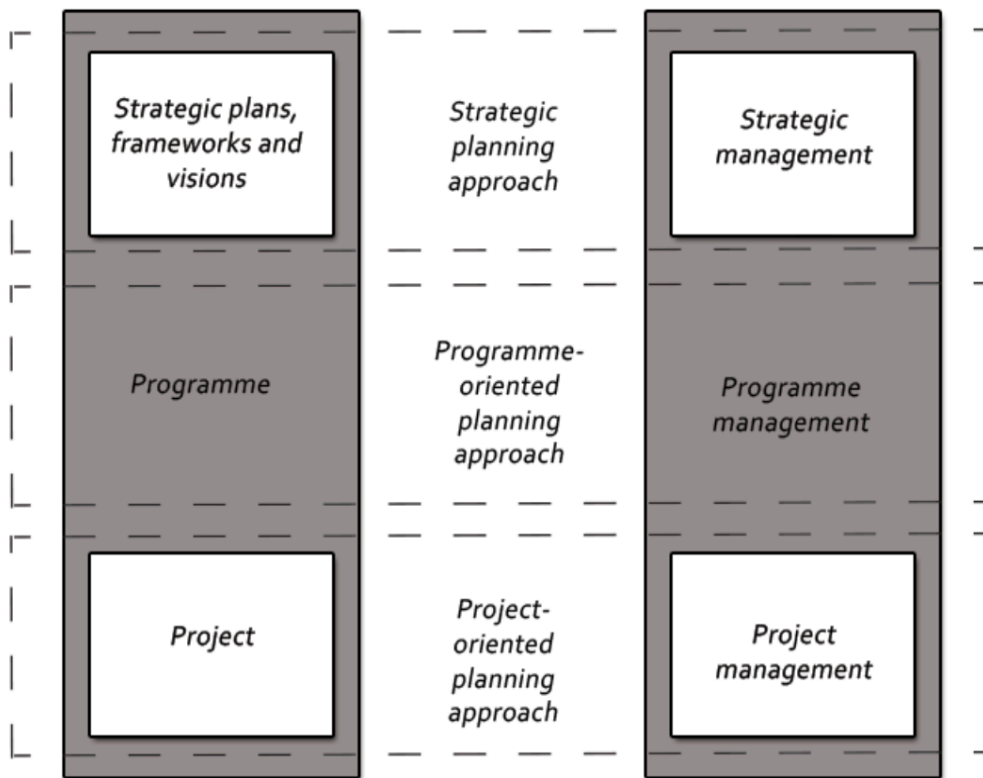 Strategic plans,
frameworks and
visions
Strategic
planning
approach
Strategic
management
Programme
Programme-
oriented
planning
approach
Programme
management
Project
Project-
oriented
planning
approach
Project
management